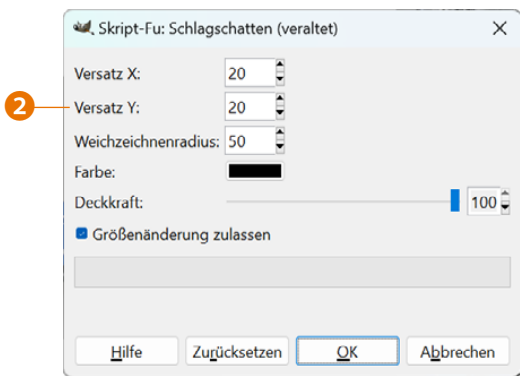 Skript-Fu: Schlagschatten (veraltet)
Versatz X: 20
2 Versatz Y: 20
Weichzeichnenradius: 50
Farbe:
Deckkraft: 100
Größenänderung zulassen
Hilfe Zurücksetzen OK Abbrechen